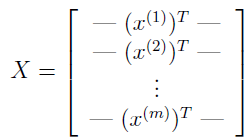 — (x⁽¹⁾)ᵀ —
— (x⁽²⁾)ᵀ —
X =
⋮
— (x⁽ᵐ⁾)ᵀ —